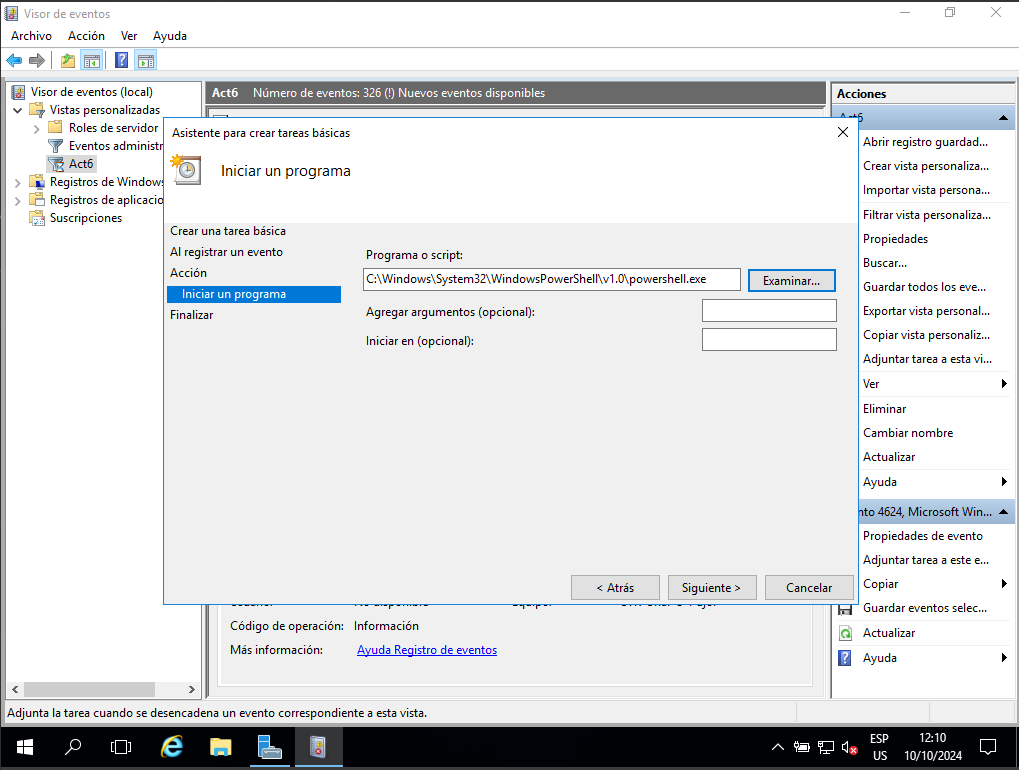 Visor de eventos
Archivo Acción Ver Ayuda
Visor de eventos (local)
Vistas personalizadas
Roles de servidor
Eventos administr
Act6
Registros de Windows
Registros de aplicacio
Suscripciones
Act6 Número de eventos: 326 (!) Nuevos eventos disponibles
Asistente para crear tareas básicas
Iniciar un programa
Crear una tarea básica
Al registrar un evento
Acción
Iniciar un programa
Finalizar
Programa o script:
C:\Windows\System32\WindowsPowerShell\v1.0\powershell.exe
Examinar...
Agregar argumentos (opcional):
Iniciar en (opcional):
< Atrás Siguiente > Cancelar
Código de operación: Información
Más información: Ayuda Registro de eventos
Acciones
Act6
Abrir registro guardad...
Crear vista personaliza...
Importar vista persona...
Filtrar vista personaliza...
Propiedades
Buscar...
Guardar todos los eve...
Exportar vista personal...
Copiar vista personaliz...
Adjuntar tarea a esta vi...
Ver
Eliminar
Cambiar nombre
Actualizar
Ayuda
nto 4624, Microsoft Win...
Propiedades de evento
Adjuntar tarea a este e...
Copiar
Guardar eventos selec...
Actualizar
Ayuda
Adjunta la tarea cuando se desencadena un evento correspondiente a esta vista.
ESP
US
12:10
10/10/2024